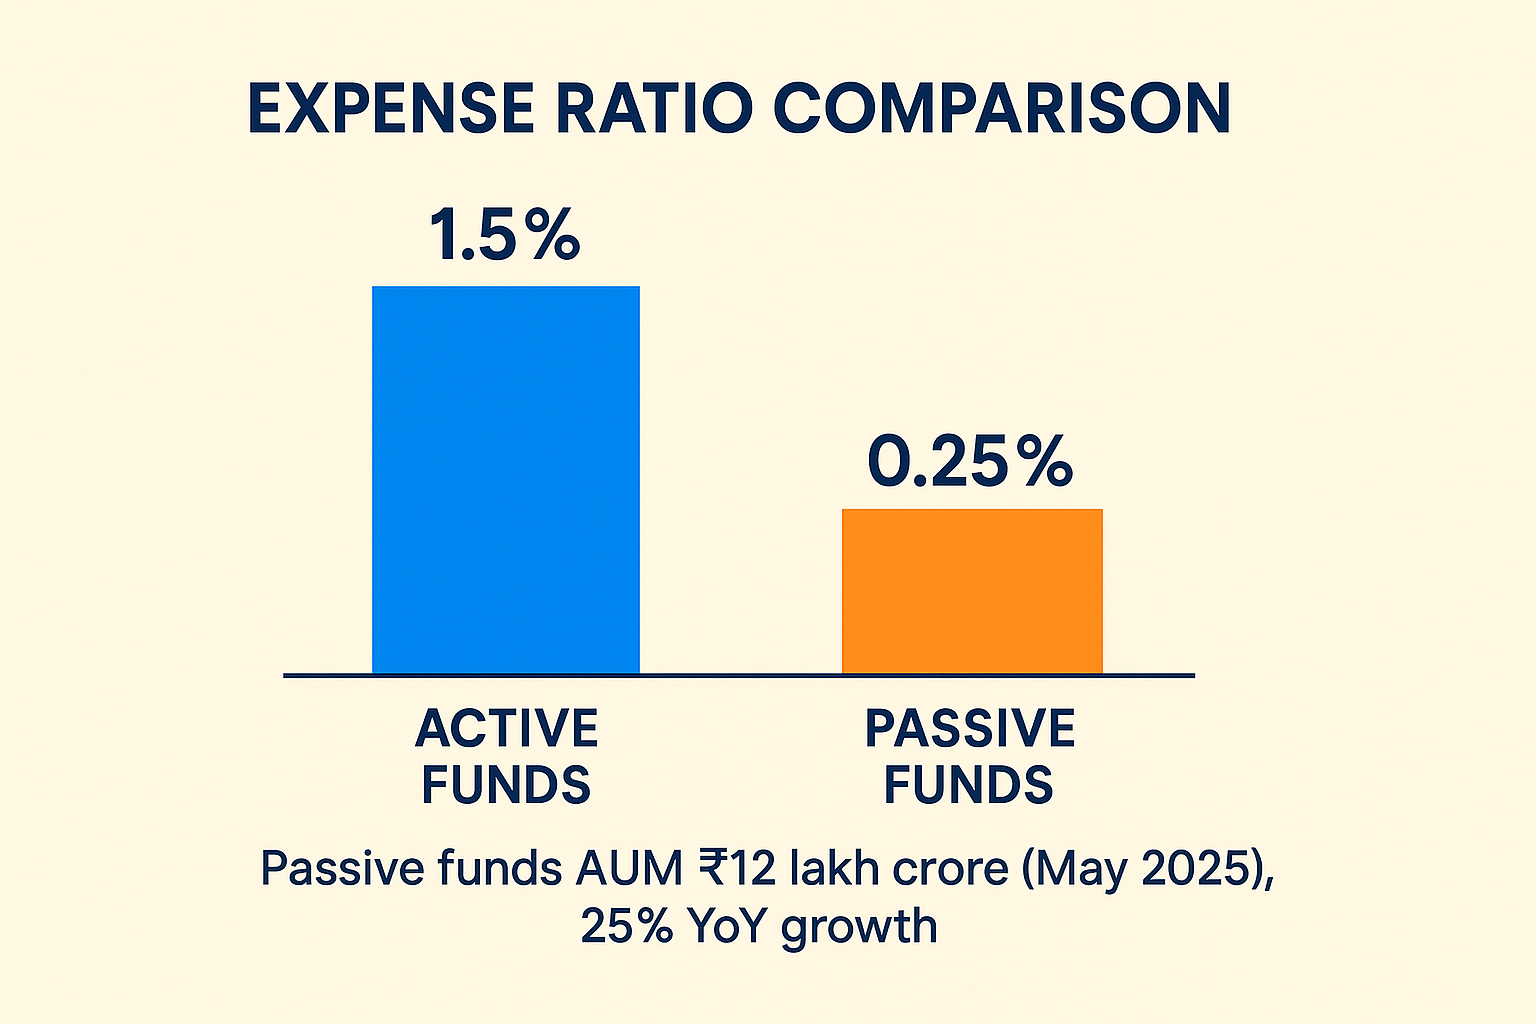 EXPENSE RATIO COMPARISON
1.5%
0.25%
ACTIVE
FUNDS
PASSIVE
FUNDS
Passive funds AUM ₹12 lakh crore (May 2025),
25% YoY growth